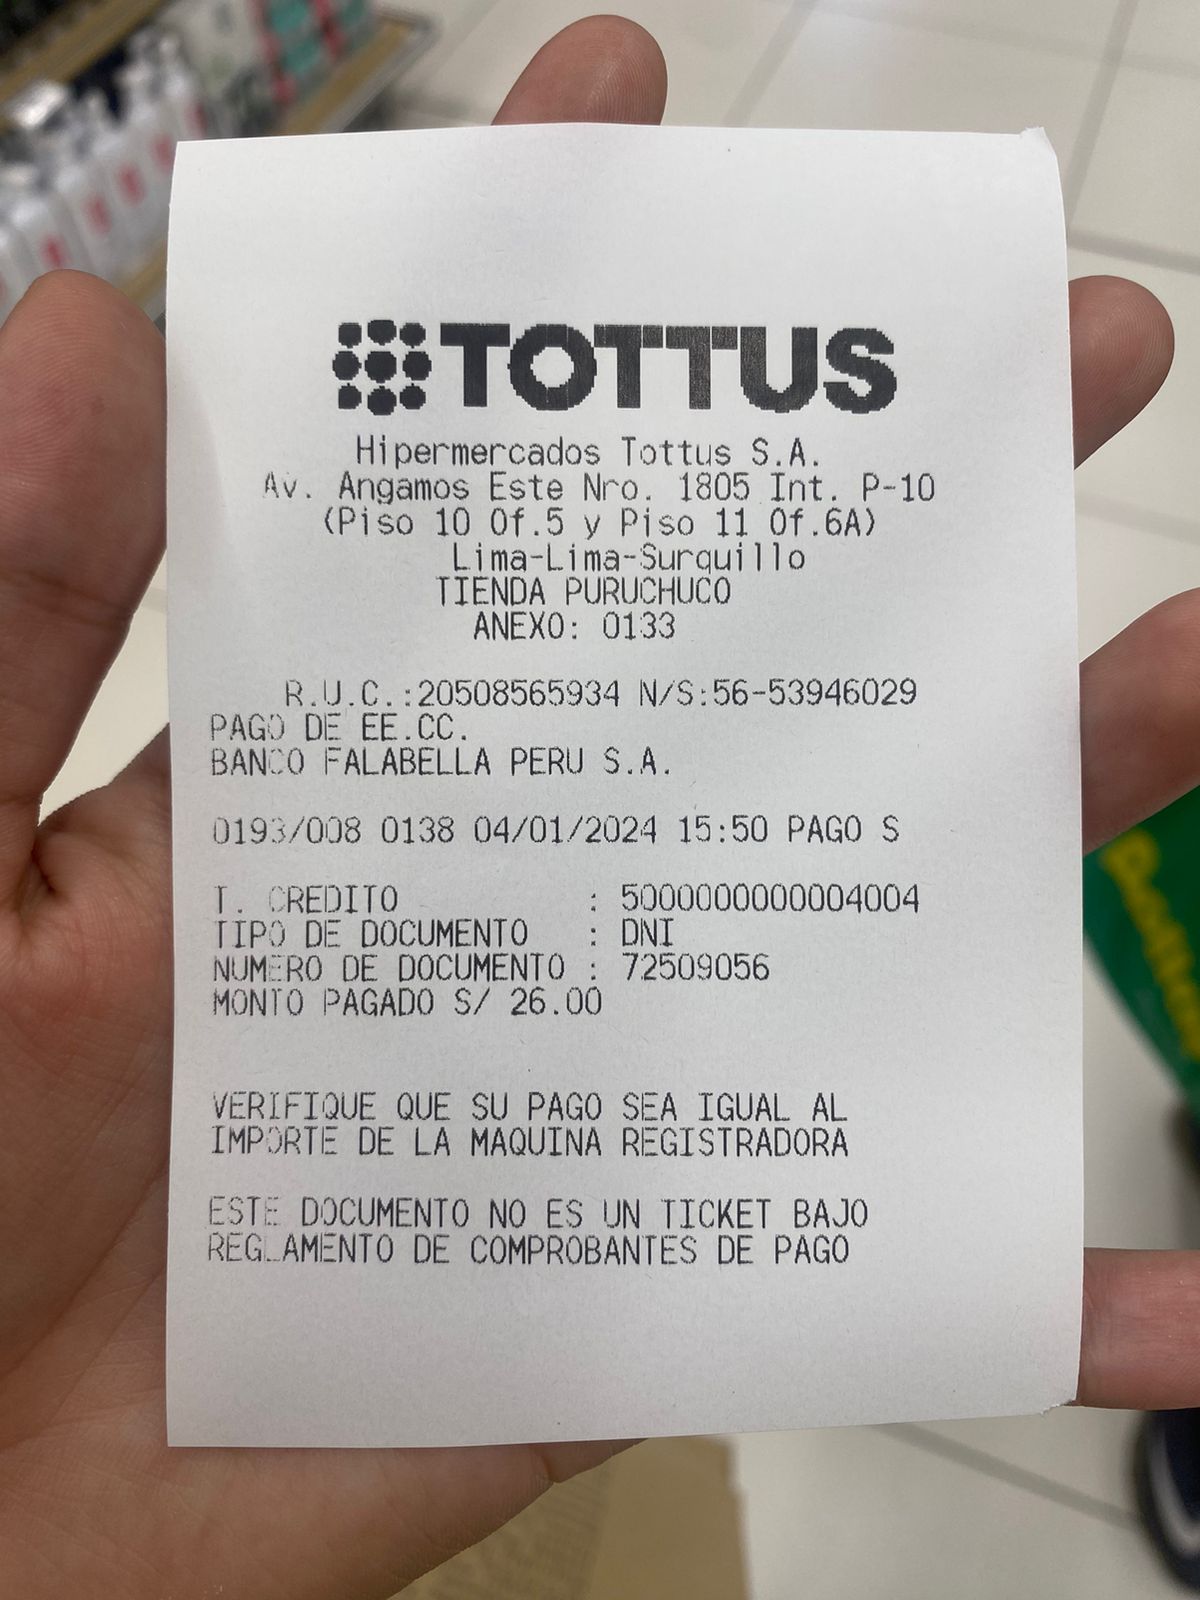 TOTTUS
Hipermercados Tottus S.A.
Av. Angamos Este Nro. 1805 Int. P-10
(Piso 10 Of.5 y Piso 11 Of.6A)
Lima-Lima-Surquillo
TIENDA PURUCHUCO
ANEXO: 0133
R.U.C.:20508565934 N/S:56-53946029
PAGO DE EE.CC.
BANCO FALABELLA PERU S.A.
0193/008 0138 04/01/2024 15:50 PAGO S
T. CREDITO : 5000000000004004
TIPO DE DOCUMENTO : DNI
NUMERO DE DOCUMENTO : 72509056
MONTO PAGADO S/ 26.00
VERIFIQUE QUE SU PAGO SEA IGUAL AL
IMPORTE DE LA MAQUINA REGISTRADORA
ESTE DOCUMENTO NO ES UN TICKET BAJO
REGLAMENTO DE COMPROBANTES DE PAGO